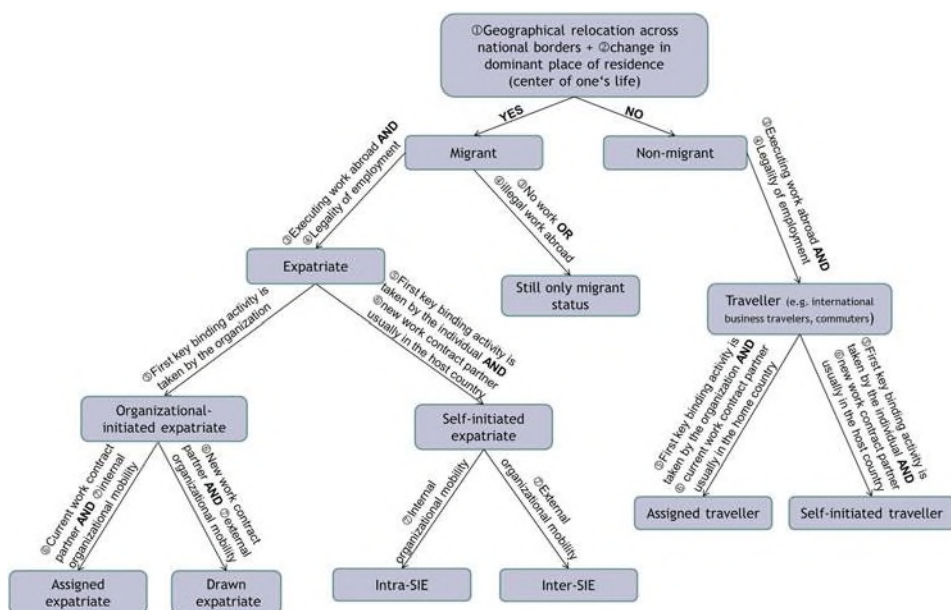 ①Geographical relocation across
national borders + ②change in
dominant place of residence
(center of one's life)
YES
NO
Migrant
Non-migrant
③Executing work abroad AND
④Legality of employment
③No work OR
④illegal work abroad
③Executing work abroad AND
④Legality of employment
Expatriate
Still only migrant
status
Traveller (e.g. international
business travelers, commuters)
⑤First key binding activity is
taken by the organization
⑤First key binding activity is
taken by the individual AND
⑥new work contract partner
usually in the host country
⑤First key binding activity is
taken by the organization AND
⑥ current work contract partner
usually in the home country
⑤First key binding activity is
taken by the individual AND
⑥new work contract partner
usually in the host country
Organizational-
initiated expatriate
Self-initiated
expatriate
Assigned traveller
Self-initiated traveller
⑥Current work contract
partner AND ⑦internal
organizational mobility
⑥New work contract
partner AND ⑦external
organizational mobility
⑦Internal
organizational mobility
⑦External
organizational mobility
Assigned
expatriate
Drawn
expatriate
Intra-SIE
Inter-SIE